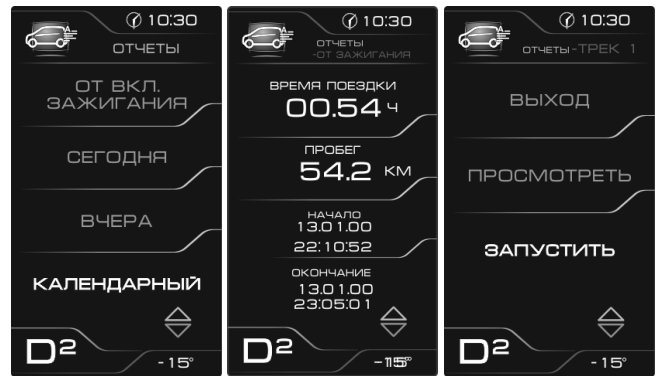 10:30
ОТЧЕТЫ
ОТ ВКЛ.
ЗАЖИГАНИЯ
СЕГОДНЯ
ВЧЕРА
КАЛЕНДАРНЫЙ
D2
-15°
10:30
ОТЧЕТЫ
-ОТ ЗАЖИГАНИЯ
ВРЕМЯ ПОЕЗДКИ
00.54 Ч
ПРОБЕГ
54.2 КМ
НАЧАЛО
13.01.00
22:10:52
ОКОНЧАНИЕ
13.01.00
23:05:01
D2
10:30
ОТЧЕТЫ-ТРЕК 1
ВЫХОД
ПРОСМОТРЕТЬ
ЗАПУСТИТЬ
D2
-15°